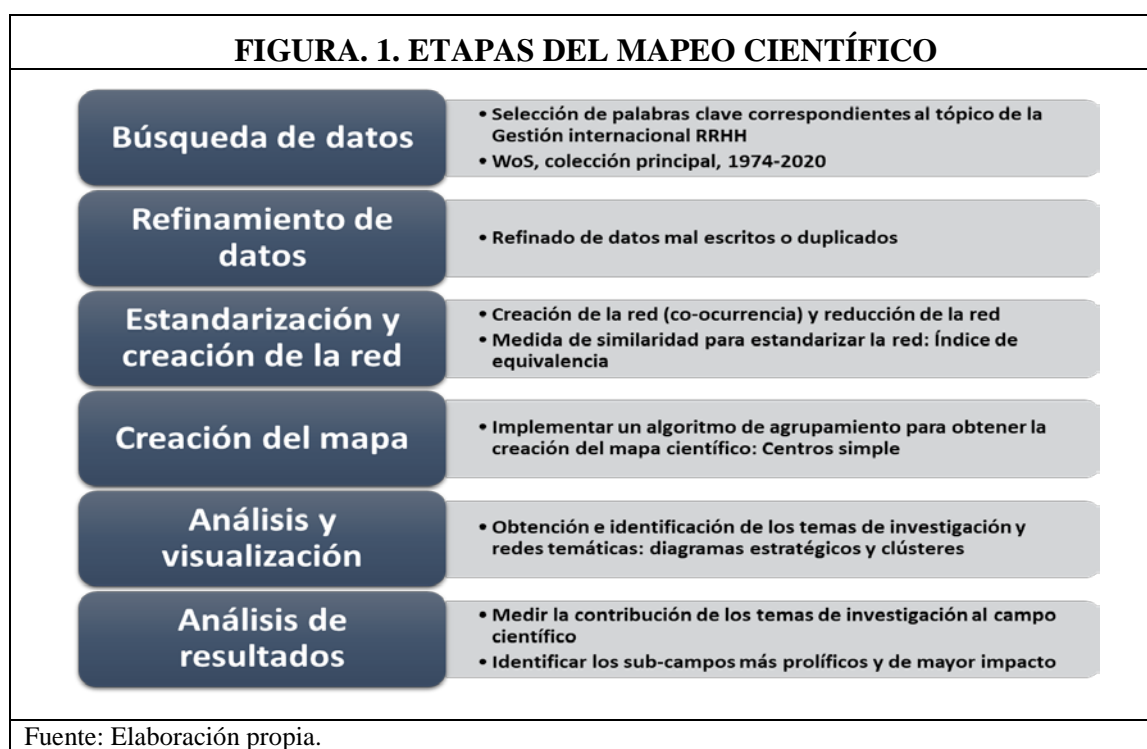 FIGURA. 1. ETAPAS DEL MAPEO CIENTÍFICO
Búsqueda de datos
• Selección de palabras clave correspondientes al tópico de la
Gestión internacional RRHH
• WoS, colección principal, 1974-2020
Refinamiento de
datos
• Refinado de datos mal escritos o duplicados
Estandarización y
creación de la red
• Creación de la red (co-ocurrencia) y reducción de la red
• Medida de similaridad para estandarizar la red: Índice de
equivalencia
Creación del mapa
• Implementar un algoritmo de agrupamiento para obtener la
creación del mapa científico: Centros simple
Análisis y
visualización
• Obtención e identificación de los temas de investigación y
redes temáticas: diagramas estratégicos y clústeres
Análisis de
resultados
• Medir la contribución de los temas de investigación al campo
científico
• Identificar los sub-campos más prolíficos y de mayor impacto
Fuente: Elaboración propia.